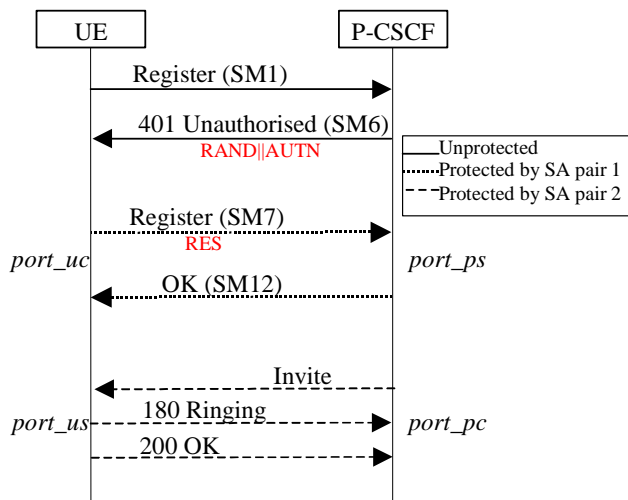 UE
P-CSCF
Register (SM1)
401 Unauthorised (SM6)
RAND||AUTN
Unprotected
Protected by SA pair 1
Protected by SA pair 2
Register (SM7)
RES
port_uc
port_ps
OK (SM12)
Invite
180 Ringing
port_us
port_pc
200 OK